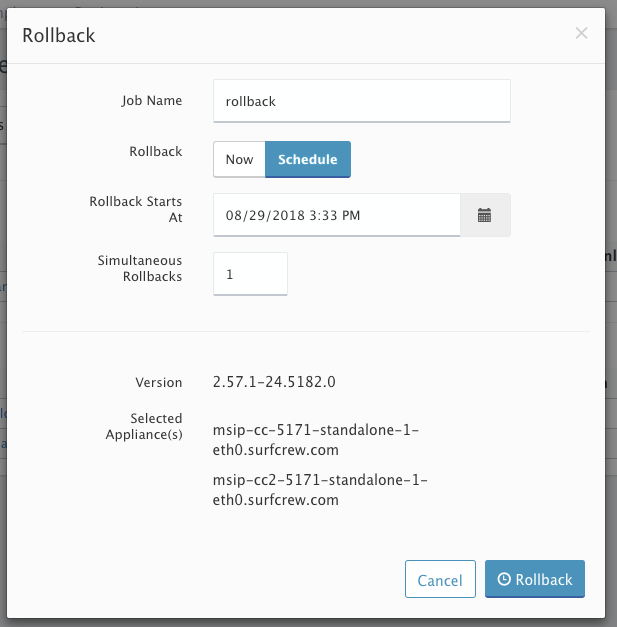 Rollback
×
Job Name
rollback
Rollback
Now Schedule
Rollback Starts
At
08/29/2018 3:33 PM
Simultaneous
Rollbacks
1
Version
2.57.1-24.5182.0
Selected
Appliance(s)
msip-cc-5171-standalone-1-
eth0.surfcrew.com
msip-cc2-5171-standalone-1-
eth0.surfcrew.com
Cancel
Rollback